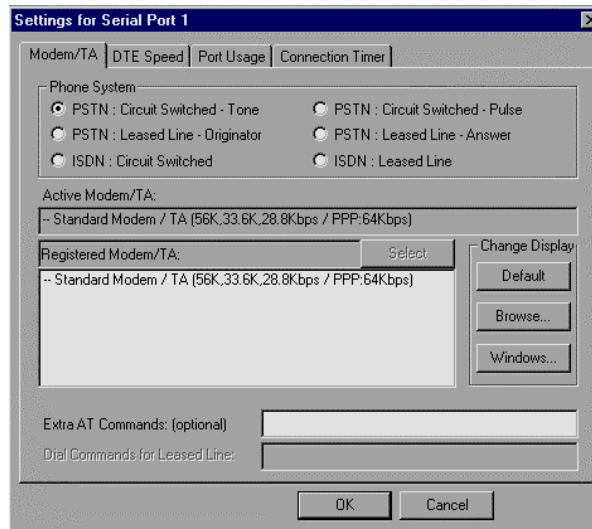 Settings for Serial Port 1
Modem/TA DTE Speed Port Usage Connection Timer
Phone System
PSTN : Circuit Switched - Tone PSTN : Circuit Switched - Pulse
PSTN : Leased Line - Originator PSTN : Leased Line - Answer
ISDN : Circuit Switched ISDN : Leased Line
Active Modem/TA:
-- Standard Modem / TA (56K,33.6K,28.8Kbps / PPP:64Kbps)
Registered Modem/TA: Select Change Display
-- Standard Modem / TA (56K,33.6K,28.8Kbps / PPP:64Kbps) Default
Browse...
Windows...
Extra AT Commands: (optional)
Dial Commands for Leased Line:
OK Cancel